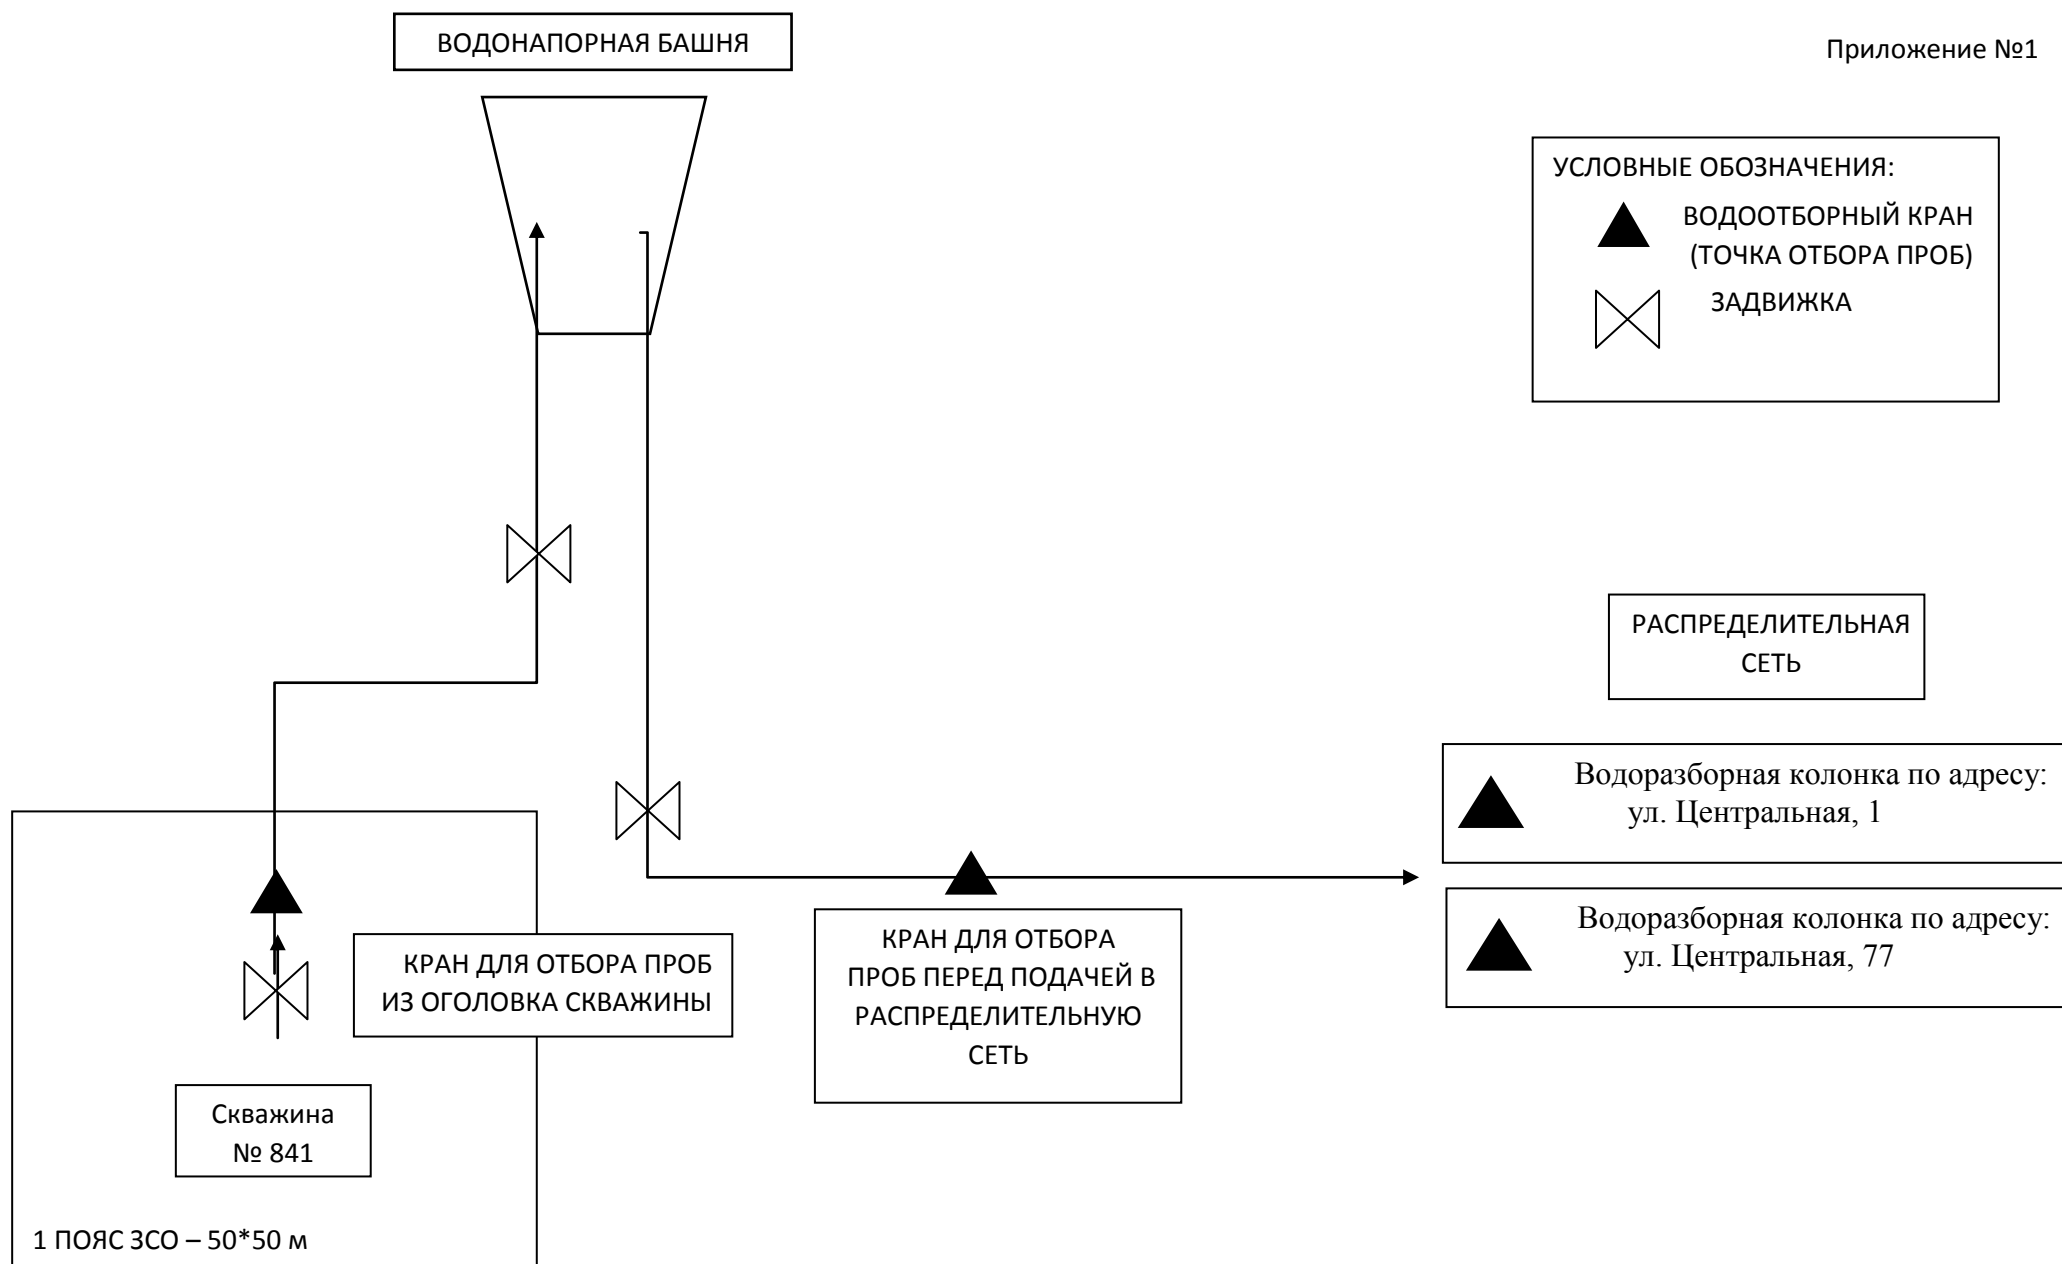 ВОДОНАПОРНАЯ БАШНЯ
Приложение №1
УСЛОВНЫЕ ОБОЗНАЧЕНИЯ:
ВОДООТБОРНЫЙ КРАН
(ТОЧКА ОТБОРА ПРОБ)
ЗАДВИЖКА
РАСПРЕДЕЛИТЕЛЬНАЯ
СЕТЬ
Водоразборная колонка по адресу:
ул. Центральная, 1
Водоразборная колонка по адресу:
ул. Центральная, 77
КРАН ДЛЯ ОТБОРА ПРОБ
ИЗ ОГОЛОВКА СКВАЖИНЫ
КРАН ДЛЯ ОТБОРА
ПРОБ ПЕРЕД ПОДАЧЕЙ В
РАСПРЕДЕЛИТЕЛЬНУЮ
СЕТЬ
Скважина
№ 841
1 ПОЯС ЗСО – 50*50 м